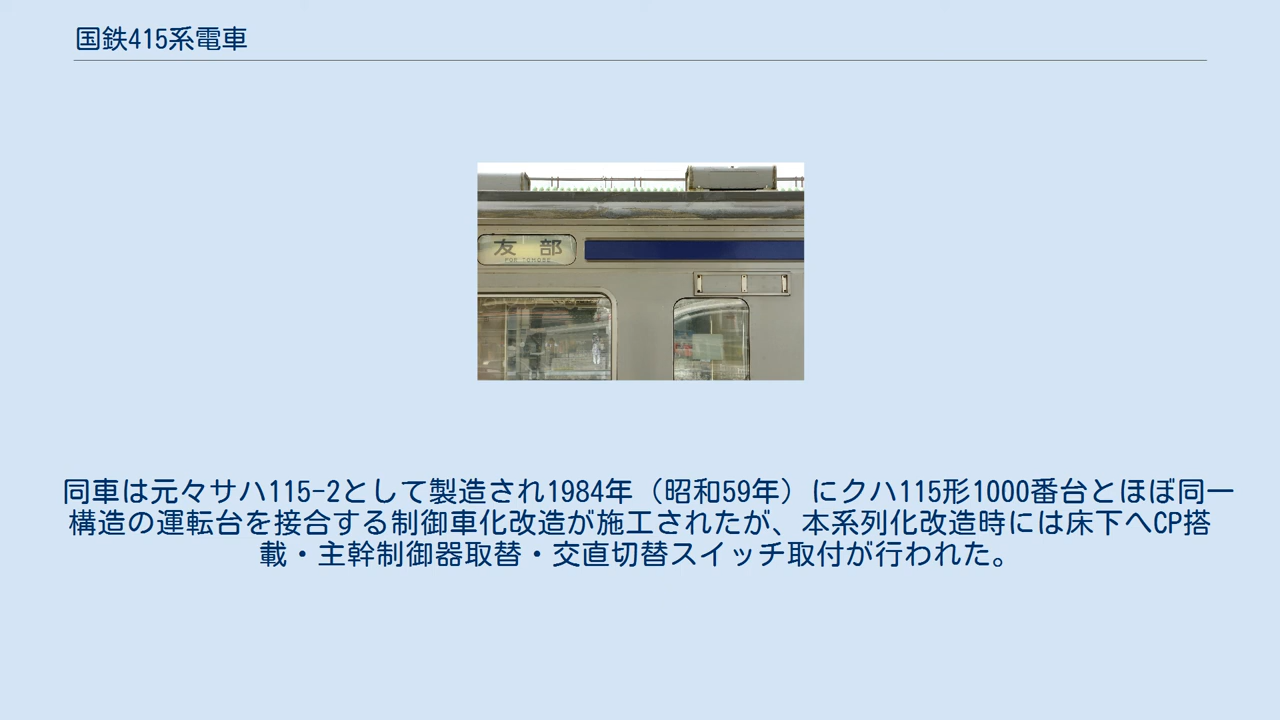 国鉄415系電車
友 部
FOR TOMOBE
同車は元々サハ115-2として製造され1984年（昭和59年）にクハ115形1000番台とほぼ同一
構造の運転台を接合する制御車化改造が施工されたが、本系列化改造時には床下へCP搭
載・主幹制御器取替・交直切替スイッチ取付が行われた。